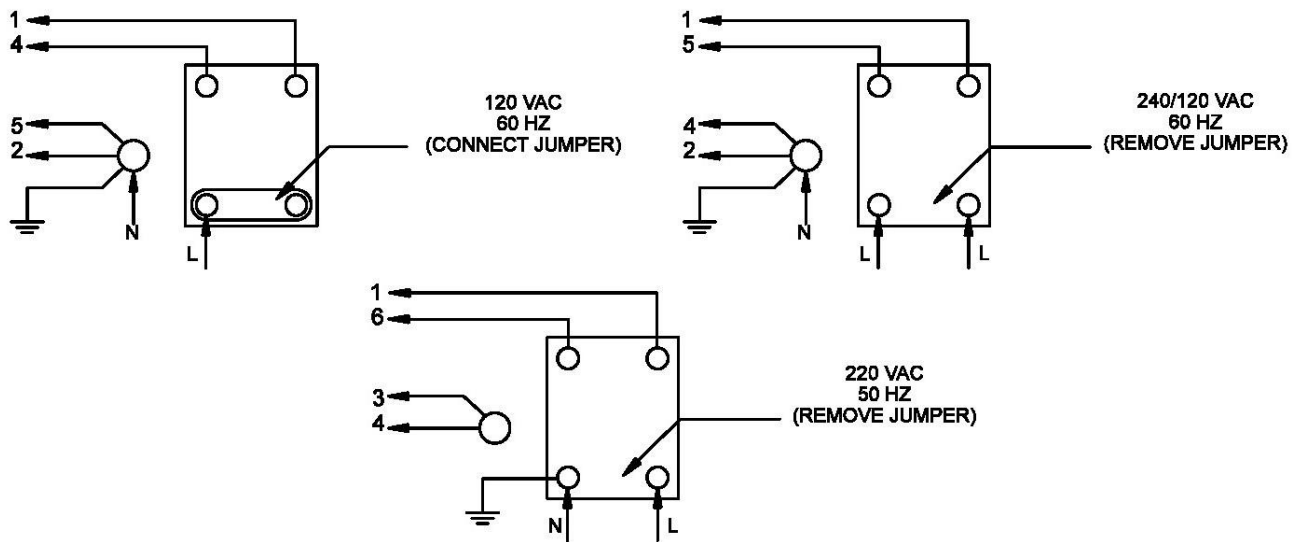 1
4
5
2
N
L
120 VAC
60 HZ
(CONNECT JUMPER)
1
5
4
2
N
L
L
240/120 VAC
60 HZ
(REMOVE JUMPER)
1
6
3
4
N
L
220 VAC
50 HZ
(REMOVE JUMPER)